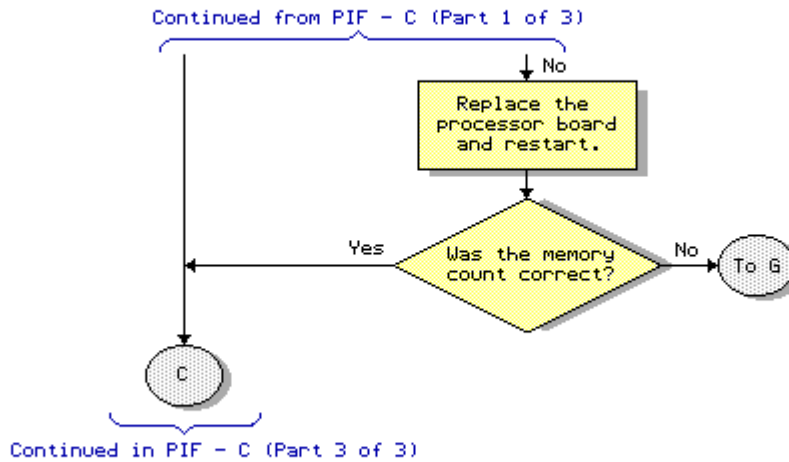 Continued from PIF - C (Part 1 of 3)
No
Replace the
processor board
and restart.
Yes
Was the memory
count correct?
No
To G
C
Continued in PIF - C (Part 3 of 3)